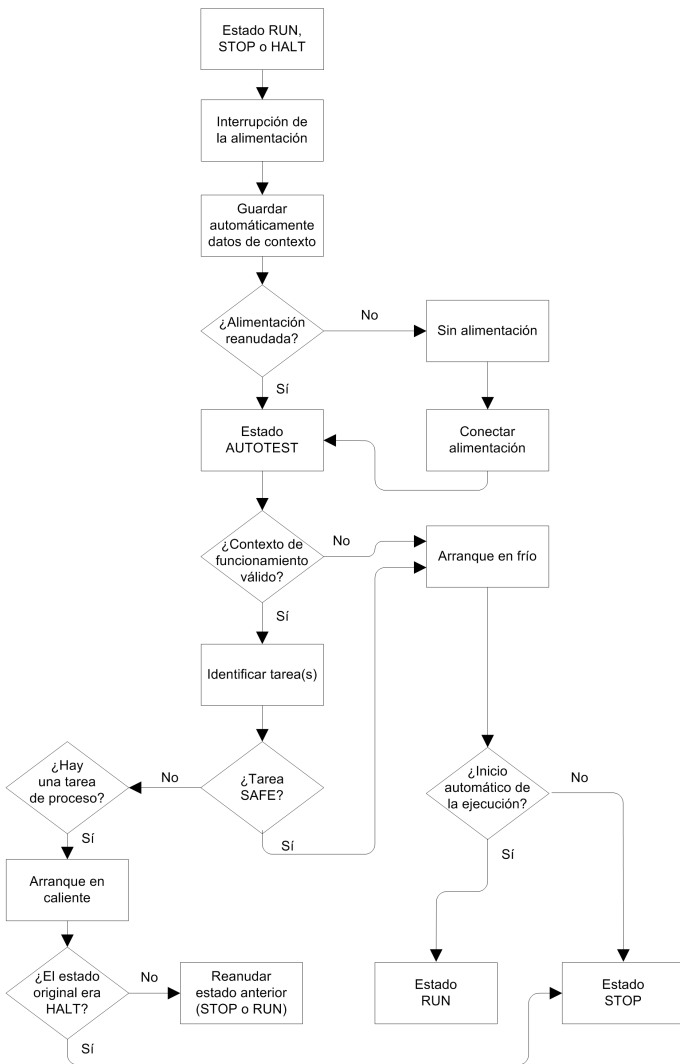 Estado RUN,
STOP o HALT
Interrupción de
la alimentación
Guardar
automáticamente
datos de contexto
¿Alimentación
reanudada?
No
Sin alimentación
Sí
Estado
AUTOTEST
Conectar
alimentación
¿Contexto de
funcionamiento
válido?
No
Arranque en frío
Sí
Identificar tarea(s)
¿Hay
una tarea
de proceso?
No
¿Tarea
SAFE?
Sí
¿Inicio
automático de
la ejecución?
No
Sí
Sí
Arranque en
caliente
¿El estado
original era
HALT?
No
Reanudar
estado anterior
(STOP o RUN)
Estado
RUN
Estado
STOP
Sí